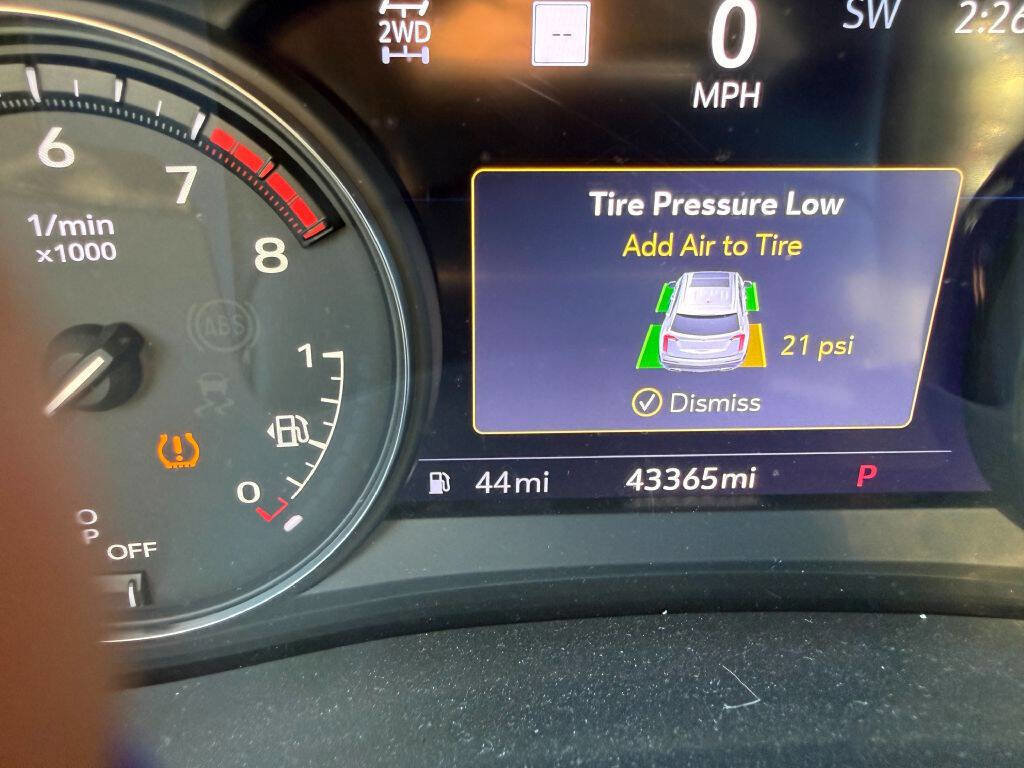 2WD
--
0
MPH
SW
2:26
6
7
8
1/min
x1000
ABS
1
0
OFF
Tire Pressure Low
Add Air to Tire
21 psi
Dismiss
44mi
43365mi
P